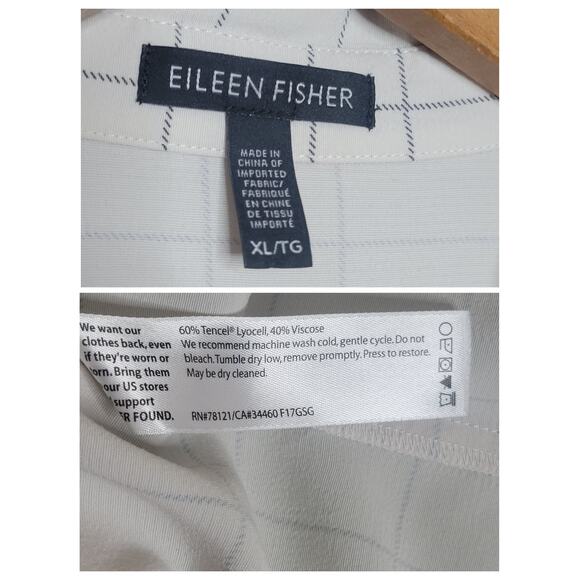 EILEEN FISHER
MADE IN
CHINA OF
IMPORTED
FABRIC/
FABRIQUÉ
EN CHINE
DE TISSU
IMPORTÉ
XL/TG
We want our
clothes back, even
if they're worn or
torn. Bring them
our US stores
support
FOUND.
60% Tencel® Lyocell, 40% Viscose
We recommend machine wash cold, gentle cycle. Do not
bleach. Tumble dry low, remove promptly. Press to restore.
May be dry cleaned.
RN#78121/CA#34460 F17GSG